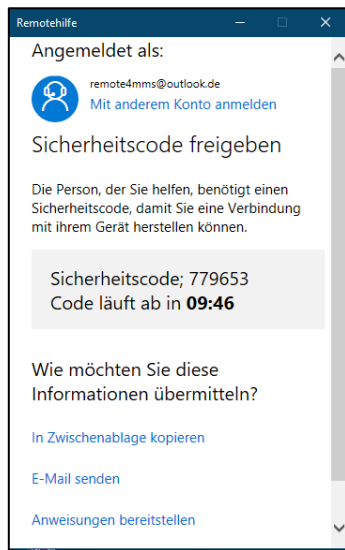 Remotehilfe
Angemeldet als:
remote4mms@outlook.de
Mit anderem Konto anmelden
Sicherheitscode freigeben
Die Person, der Sie helfen, benötigt einen
Sicherheitscode, damit Sie eine Verbindung
mit ihrem Gerät herstellen können.
Sicherheitscode; 779653
Code läuft ab in 09:46
Wie möchten Sie diese
Informationen übermitteln?
In Zwischenablage kopieren
E-Mail senden
Anweisungen bereitstellen